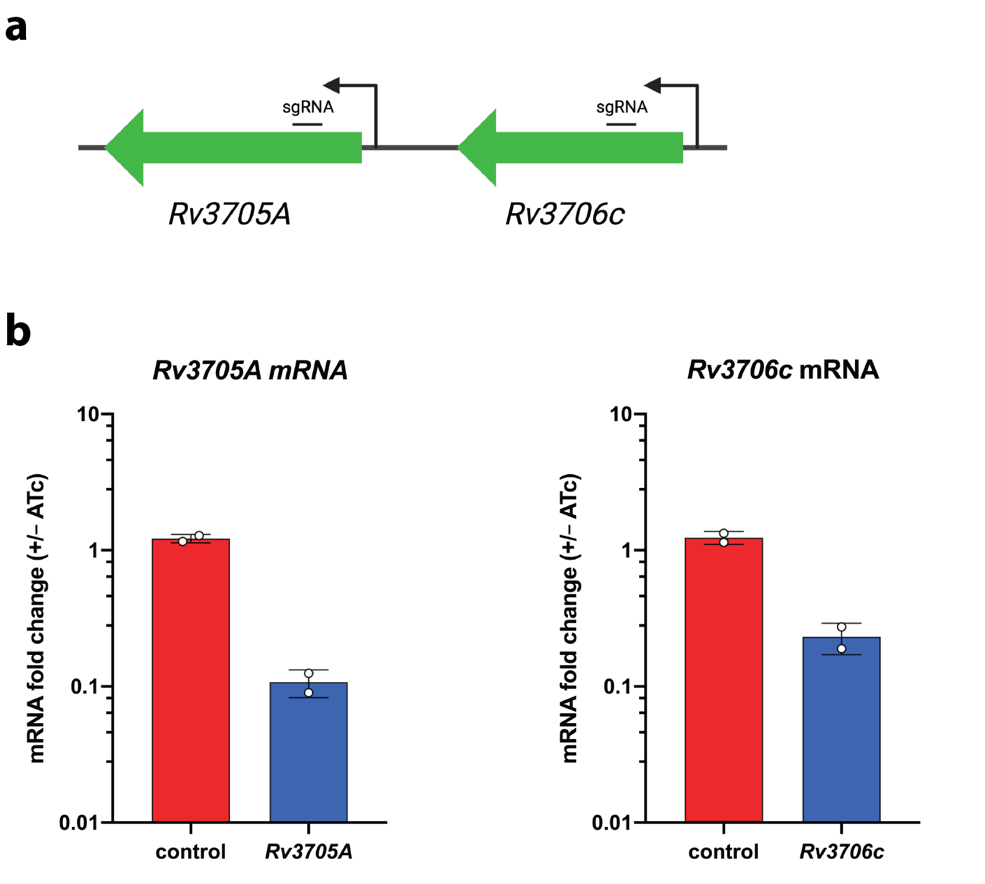 a
sgRNA sgRNA
Rv3705A Rv3706c
b
Rv3705A mRNA
mRNA fold change (+/− ATc)
10
1
0.1
0.01
control Rv3705A
Rv3706c mRNA
mRNA fold change (+/− ATc)
10
1
0.1
0.01
control Rv3706c